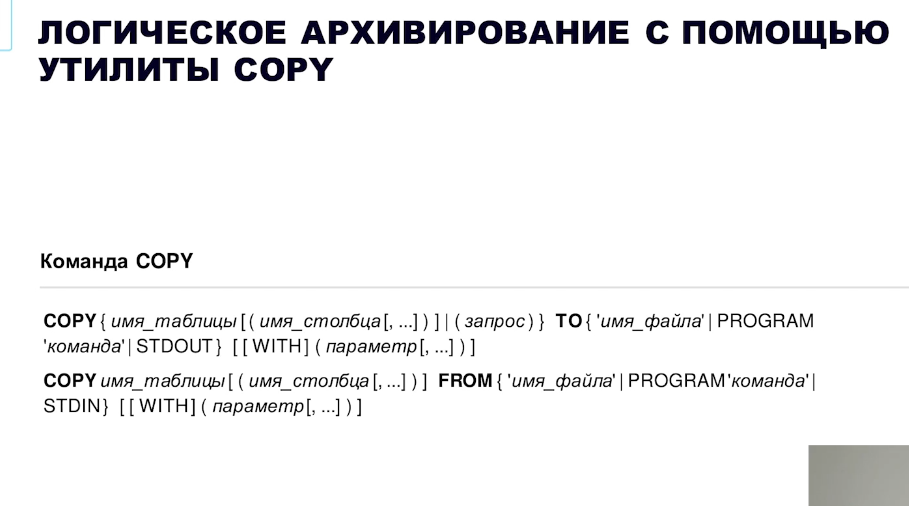 ЛОГИЧЕСКОЕ АРХИВИРОВАНИЕ С ПОМОЩЬЮ
УТИЛИТЫ COPY
Команда COPY
COPY { имя_таблицы [ ( имя_столбца [, ...] ) ] | ( запрос ) } TO { 'имя_файла' | PROGRAM
'команда' | STDOUT } [ [ WITH ] ( параметр [, ...] ) ]
COPY имя_таблицы [ ( имя_столбца [, ...] ) ] FROM { 'имя_файла' | PROGRAM 'команда' |
STDIN } [ [ WITH ] ( параметр [, ...] ) ]